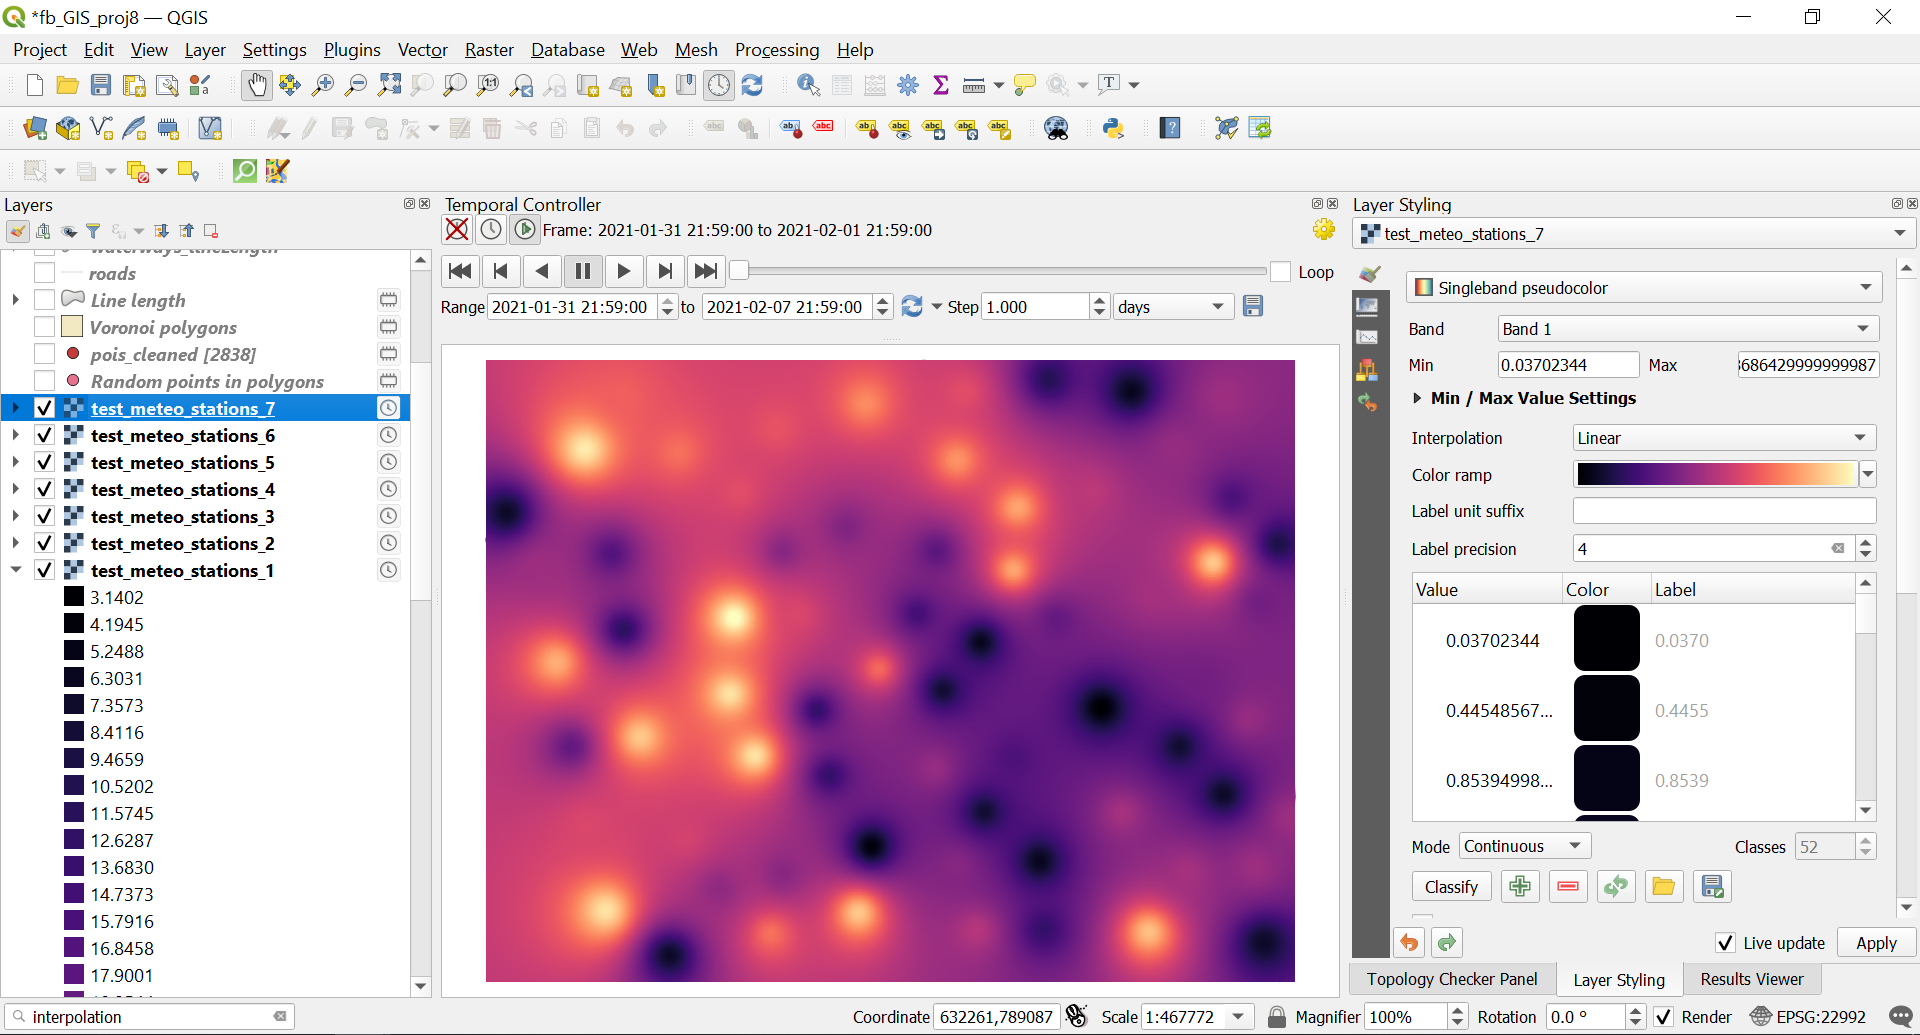 *fb_GIS_proj8 — QGIS
Project Edit View Layer Settings Plugins Vector Raster Database Web Mesh Processing Help
Layers
waterways_linelength
roads
Line length
Voronoi polygons
pois_cleaned [2838]
Random points in polygons
test_meteo_stations_7
test_meteo_stations_6
test_meteo_stations_5
test_meteo_stations_4
test_meteo_stations_3
test_meteo_stations_2
test_meteo_stations_1
3.1402
4.1945
5.2488
6.3031
7.3573
8.4116
9.4659
10.5202
11.5745
12.6287
13.6830
14.7373
15.7916
16.8458
17.9001
interpolation
Temporal Controller
Frame: 2021-01-31 21:59:00 to 2021-02-01 21:59:00
Loop
Range 2021-01-31 21:59:00 to 2021-02-07 21:59:00 Step 1.000 days
Layer Styling
test_meteo_stations_7
Singleband pseudocolor
Band Band 1
Min 0.03702344 Max 3686429999999987
Min / Max Value Settings
Interpolation Linear
Color ramp
Label unit suffix
Label precision 4
Value Color Label
0.03702344 0.0370
0.44548567... 0.4455
0.85394998... 0.8539
Mode Continuous Classes 52
Classify
Live update Apply
Topology Checker Panel Layer Styling Results Viewer
Coordinate 632261,789087 Scale 1:467772 Magnifier 100% Rotation 0.0 ° Render EPSG:22992